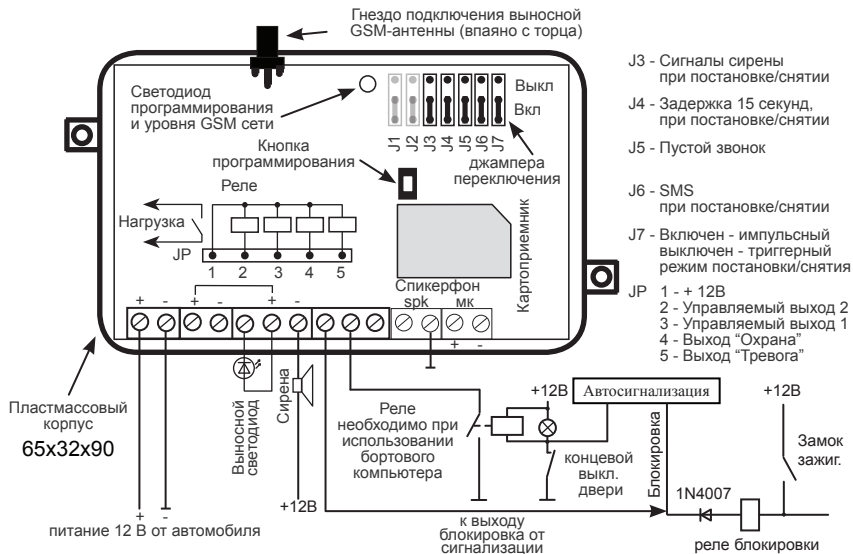 Гнездо подключения выносной
GSM-антенны (впаяно с торца)
Светодиод
программирования
и уровня GSM сети
Выкл
Вкл
J1
J2
J3
J4
J5
J6
J7
Кнопка
программирования
джампера
переключения
Реле
Нагрузка
JP
1 2 3 4 5
Картоприемник
Спикерфон
spk мк
+ - + - + -
+ -
J3 - Сигналы сирены
при постановке/снятии
J4 - Задержка 15 секунд,
при постановке/снятии
J5 - Пустой звонок
J6 - SMS
при постановке/снятии
J7 - Включен - импульсный
выключен - триггерный
режим постановки/снятия
JP 1 - + 12В
2 - Управляемый выход 2
3 - Управляемый выход 1
4 - Выход “Охрана”
5 - Выход “Тревога”
Пластмассовый
корпус
65х32х90
Выносной
светодиод
Сирена
Реле
необходимо при
использовании
бортового
компьютера
+12В
Автосигнализация
+12В
концевой
выкл.
двери
Блокировка
Замок
зажиг.
1N4007
+ -
+12В
питание 12 В от автомобиля
к выходу
блокировка от
сигнализации
реле блокировки